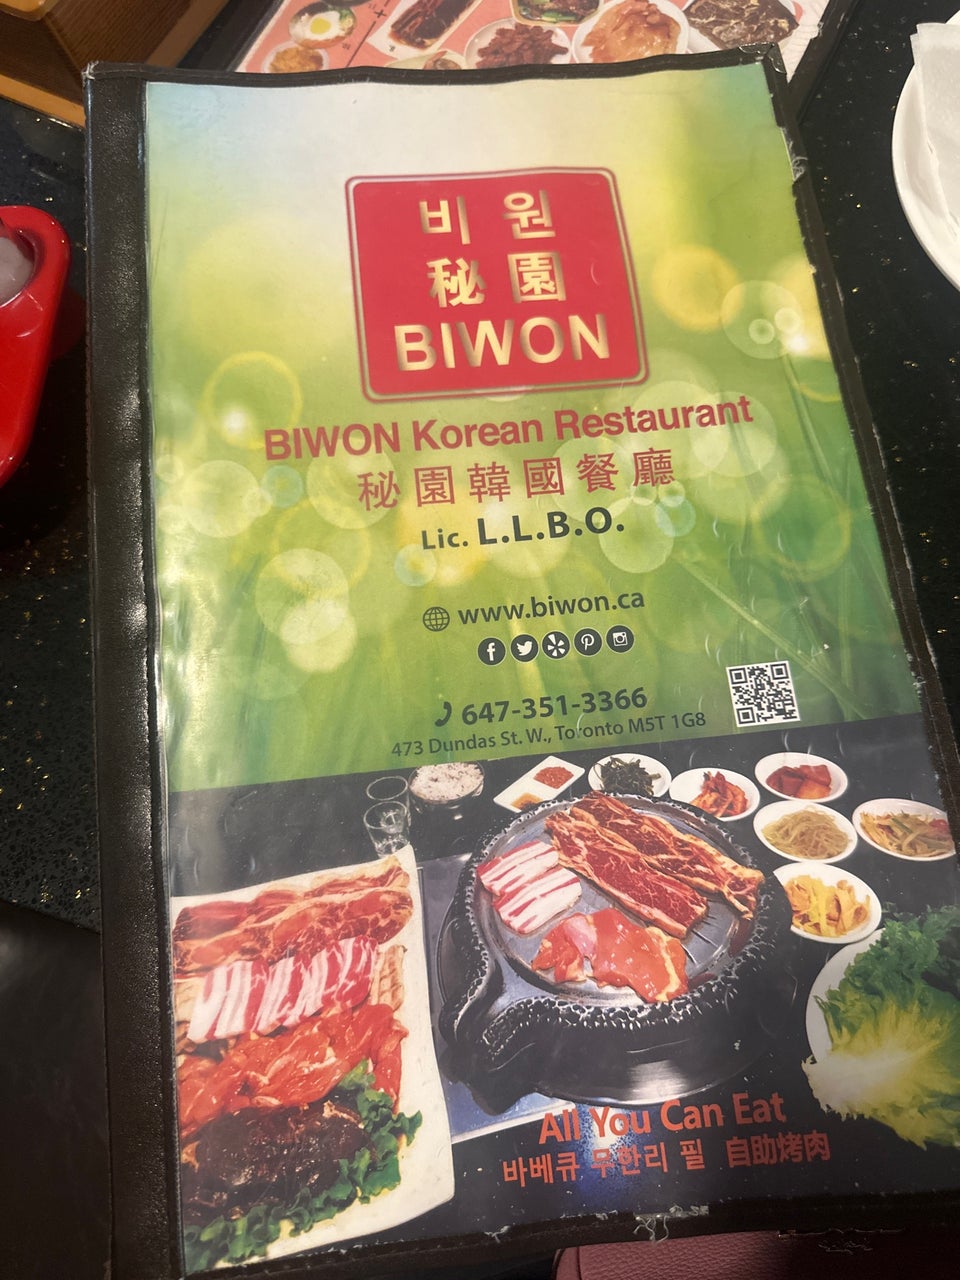 비 원
秘 園
BIWON
BIWON Korean Restaurant
秘園韓國餐廳
Lic. L.L.B.O.
www.biwon.ca
647-351-3366
473 Dundas St. W., Toronto M5T 1G8
All You Can Eat
바베큐 무한리 필 自助烤肉